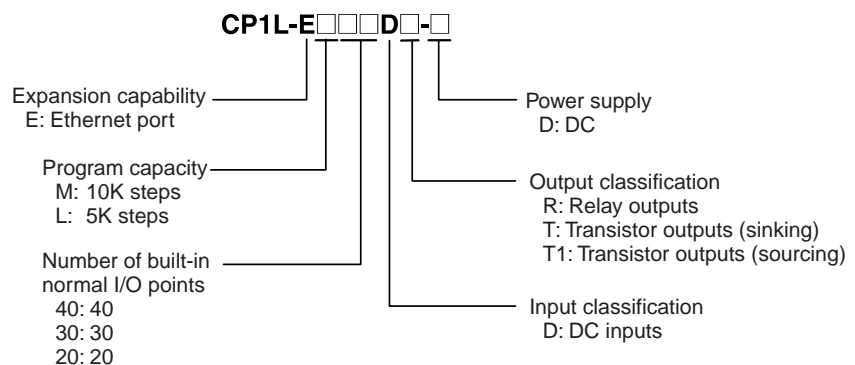 CP1L-E□□□D□-□
Expansion capability
E: Ethernet port
Program capacity
M: 10K steps
L: 5K steps
Number of built-in
normal I/O points
40: 40
30: 30
20: 20
Power supply
D: DC
Output classification
R: Relay outputs
T: Transistor outputs (sinking)
T1: Transistor outputs (sourcing)
Input classification
D: DC inputs